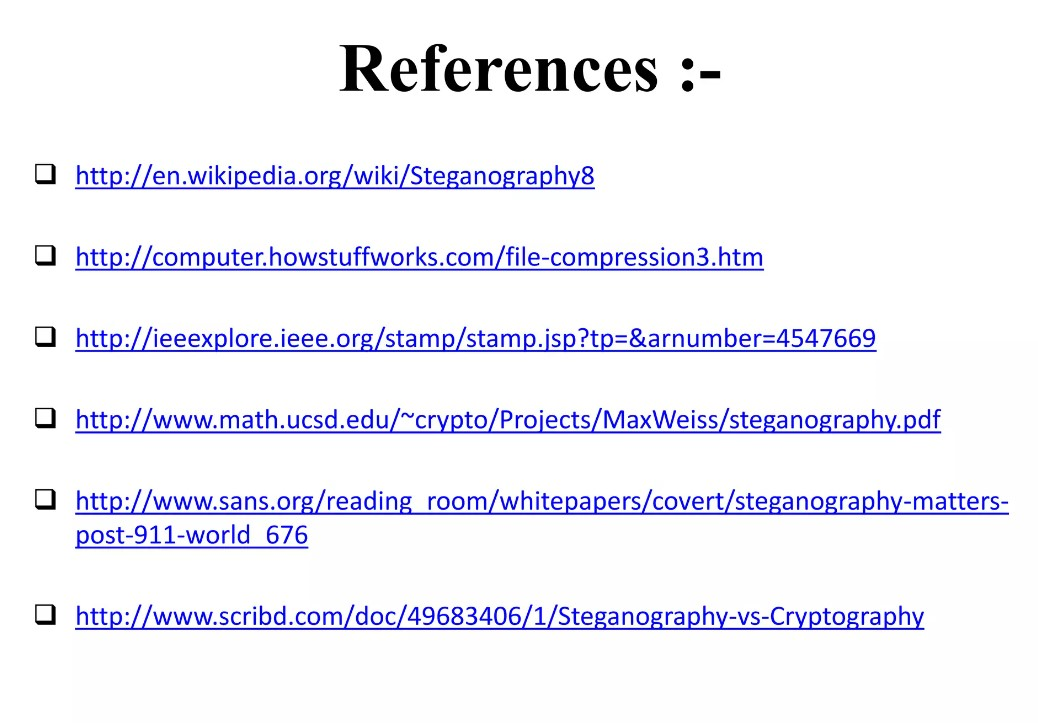 References :-
http://en.wikipedia.org/wiki/Steganography8
http://computer.howstuffworks.com/file-compression3.htm
http://ieeexplore.ieee.org/stamp/stamp.jsp?tp=&arnumber=4547669
http://www.math.ucsd.edu/~crypto/Projects/MaxWeiss/steganography.pdf
http://www.sans.org/reading_room/whitepapers/covert/steganography-matters-
post-911-world_676
http://www.scribd.com/doc/49683406/1/Steganography-vs-Cryptography